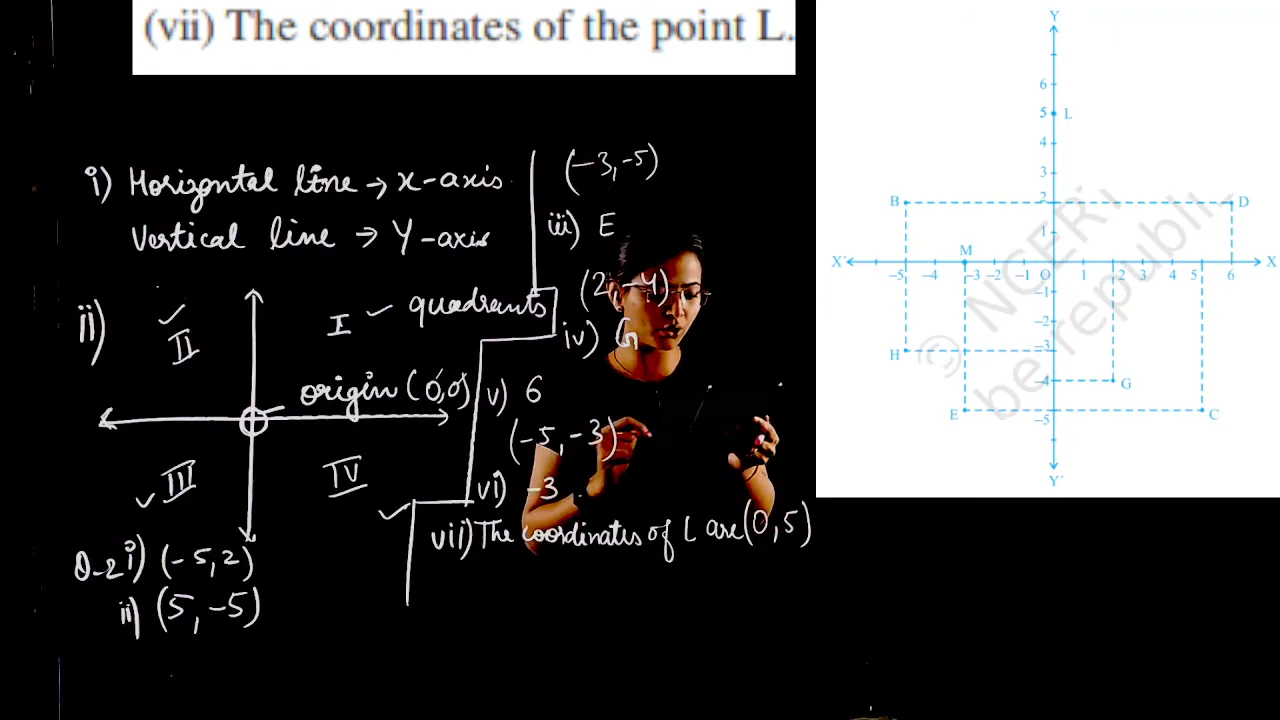 (vii) The coordinates of the point L.
i) Horizontal line → x-axis
Vertical line → Y-axis
ii)
II
I
quadrants
origin (0,0)
III
IV
Q-2 i) (-5,2)
ii) (5, -5)
(-3,-5)
iii) E
(2, -4)
iv) G
v) 6
(-5, -3)
vi) -3
vii) The coordinates of L are (0,5)
Y
6
5 L
4
3
B 2 D
1
M
X′ -5 -4 -3 -2 -1 O 1 2 3 4 5 6 X
-1
-2
H -3
-4 G
E -5 C
Y′
© NCERT
be republi